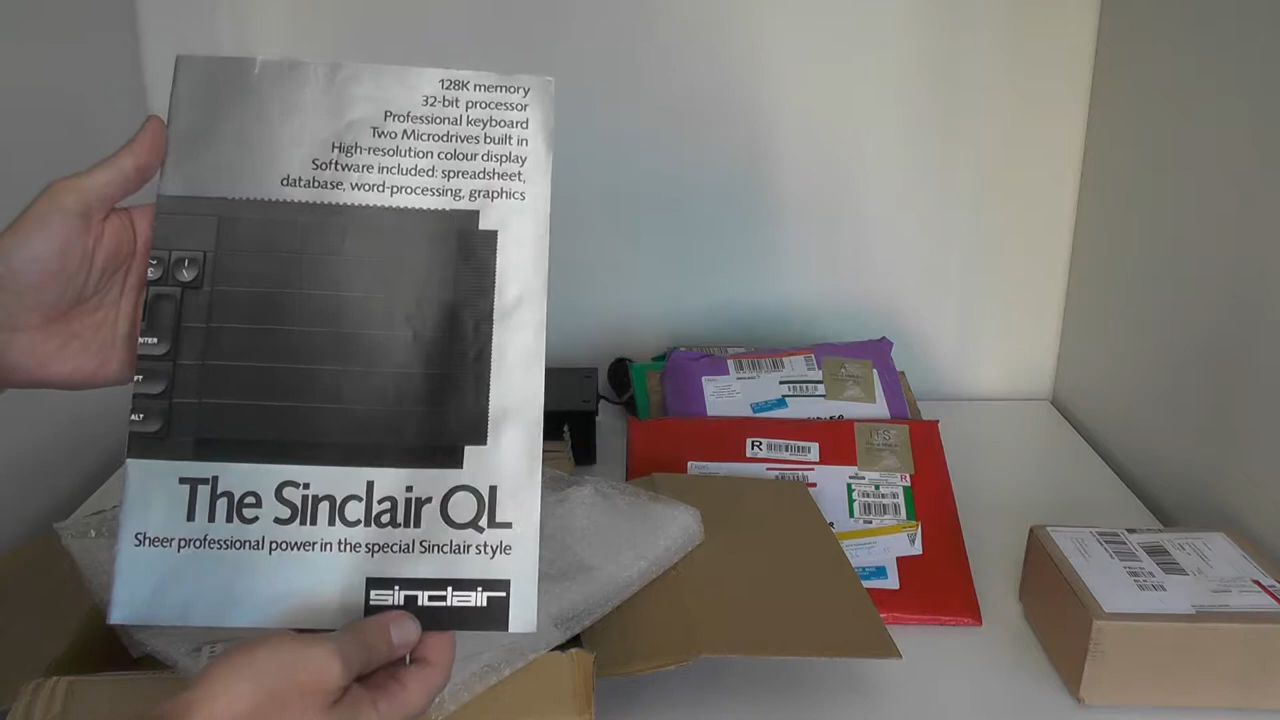 128K memory
32-bit processor
Professional keyboard
Two Microdrives built in
High-resolution colour display
Software included: spreadsheet,
database, word-processing, graphics
ALT
The Sinclair QL
Sheer professional power in the special Sinclair style
sinclair
R
R